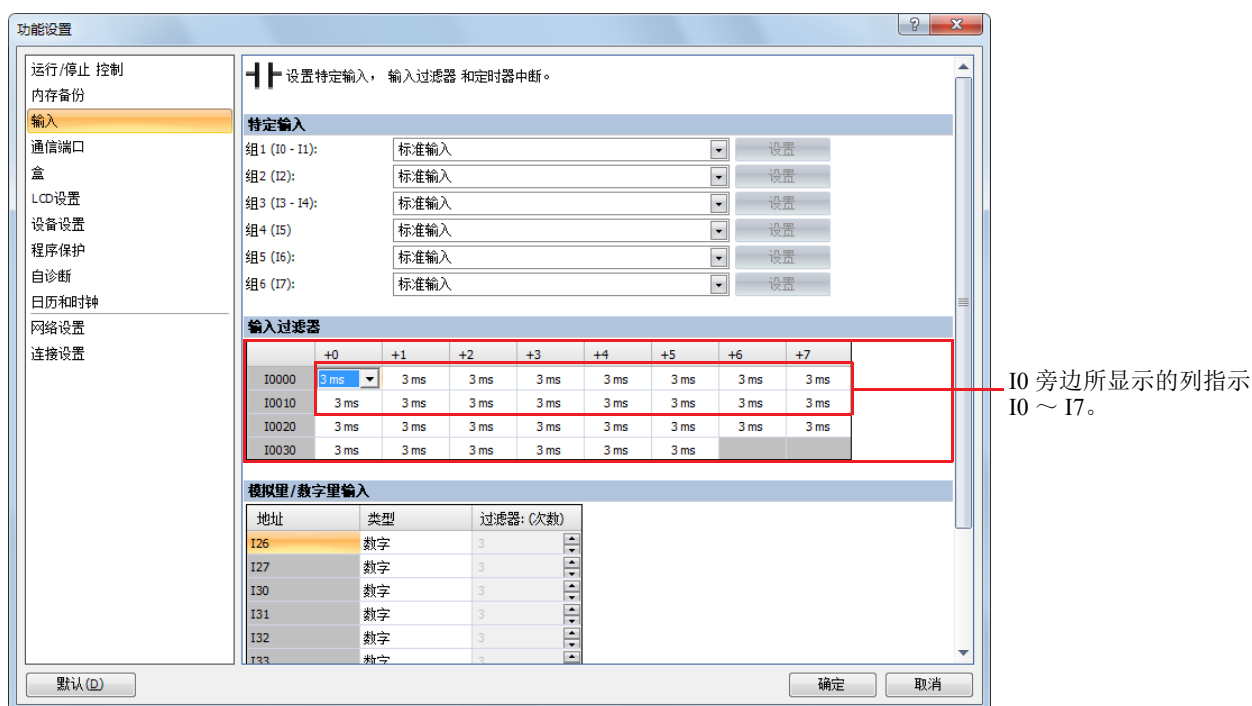 功能设置
运行/停止 控制
内存备份
输入
通信端口
盒
LCD设置
设备设置
程序保护
自诊断
日历和时钟
网络设置
连接设置
设置特定输入， 输入过滤器 和定时器中断。
特定输入
组1 (I0 - I1): 标准输入 设置
组2 (I2): 标准输入 设置
组3 (I3 - I4): 标准输入 设置
组4 (I5) 标准输入 设置
组5 (I6): 标准输入 设置
组6 (I7): 标准输入 设置
输入过滤器
+0 +1 +2 +3 +4 +5 +6 +7
I0000 3 ms 3 ms 3 ms 3 ms 3 ms 3 ms 3 ms 3 ms
I0010 3 ms 3 ms 3 ms 3 ms 3 ms 3 ms 3 ms 3 ms
I0020 3 ms 3 ms 3 ms 3 ms 3 ms 3 ms 3 ms 3 ms
I0030 3 ms 3 ms 3 ms 3 ms 3 ms 3 ms
I0 旁边所显示的列指示
I0 ～ I7。
模拟量/数字量输入
地址 类型 过滤器: (次数)
I26 数字 3
I27 数字 3
I30 数字 3
I31 数字 3
I32 数字 3
I33 数字 3
默认(D) 确定 取消